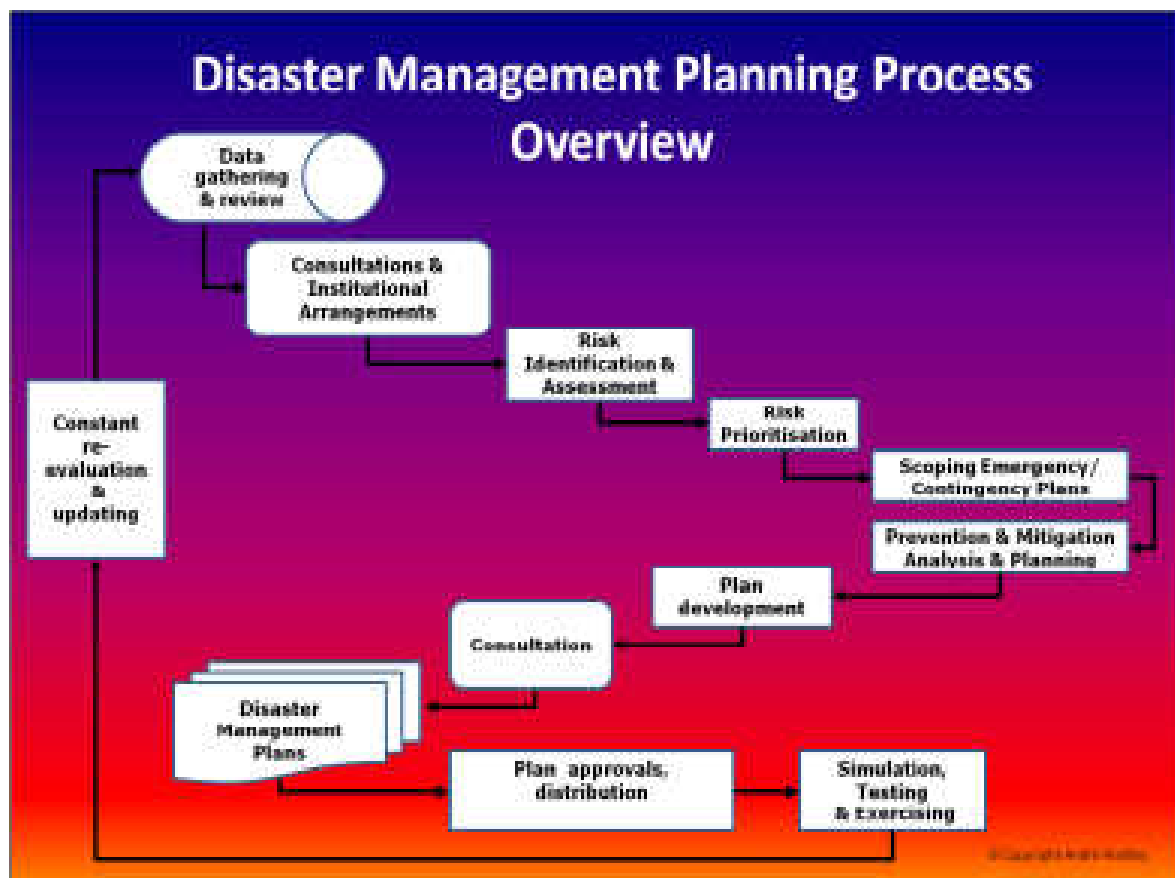 Disaster Management Planning Process
Overview
Data
gathering
& review
Consultations &
Institutional
Arrangements
Risk
Identification &
Assessment
Risk
Prioritisation
Scoping Emergency/
Contingency Plans
Prevention & Mitigation
Analysis & Planning
Plan
development
Consultation
Disaster
Management
Plans
Plan approvals,
distribution
Simulation,
Testing
& Exercising
Constant
re-
evaluation
&
updating
© Copyright